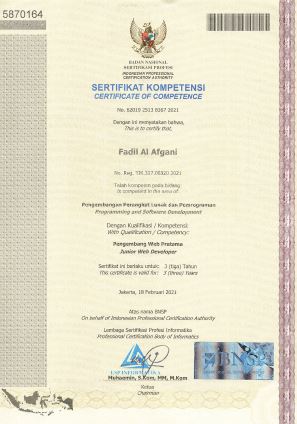 5870164
BADAN NASIONAL
SERTIFIKASI PROFESI
INDONESIAN PROFESSIONAL
CERTIFICATION AUTHORITY
SERTIFIKAT KOMPETENSI
CERTIFICATE OF COMPETENCE
No. 62019 2513 0367 2021
Dengan ini menyatakan bahwa,
This is to certify that,
Fadil Al Afgani
No. Reg. TIK.317.00320 2021
Telah kompeten pada bidang
Is competent in the area of
Pengembangan Perangkat Lunak dan Pemrograman
Programming and Software Development
Dengan Kualifikasi / Kompetensi:
With Qualification / Competency:
Pengembang Web Pratama
Junior Web Developer
Sertifikat ini berlaku untuk: 3 (tiga) Tahun
This certificate is valid for: 3 (three) Years
Jakarta, 18 Februari 2021
Atas nama BNSP
On behalf of Indonesian Professional Certification Authority
Lembaga Sertifikasi Profesi Informatika
Professional Certification Body of Informatics
LSP INFORMATIKA
BNSP
Muhaemin, S.Kom, MM, M.Kom
Ketua
Chairman